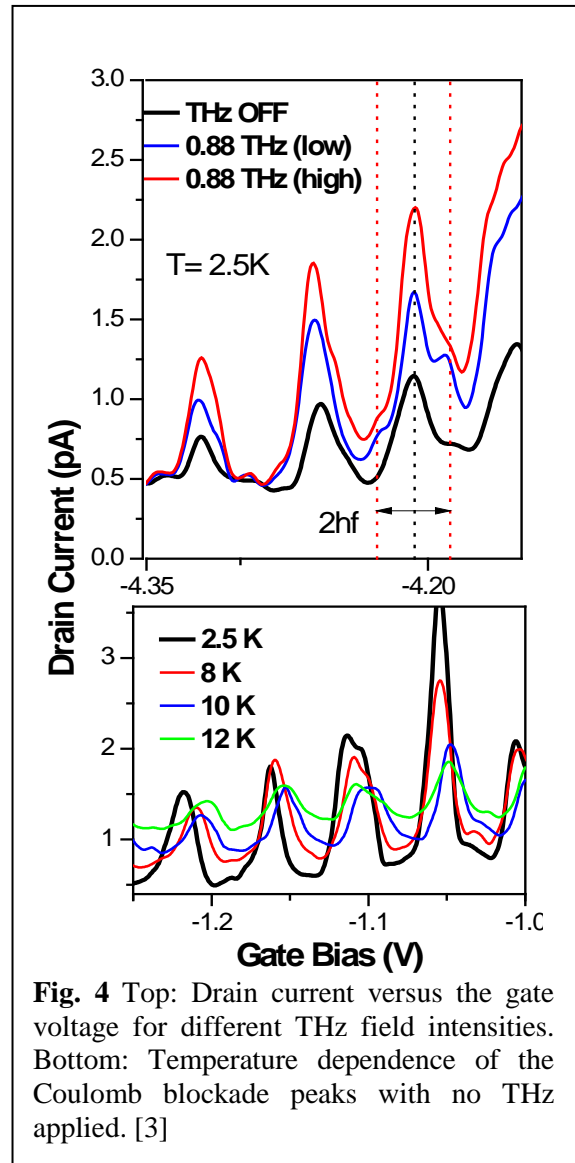 3.0
THz OFF
0.88 THz (low)
2.5
0.88 THz (high)
2.0
T= 2.5K
1.5
1.0
0.5
2hf
0.0
-4.35
-4.20
Drain Current (pA)
2.5 K
3
8 K
10 K
12 K
2
1
-1.2
-1.1
-1.0
Gate Bias (V)
Fig. 4 Top: Drain current versus the gate
voltage for different THz field intensities.
Bottom: Temperature dependence of the
Coulomb blockade peaks with no THz
applied. [3]